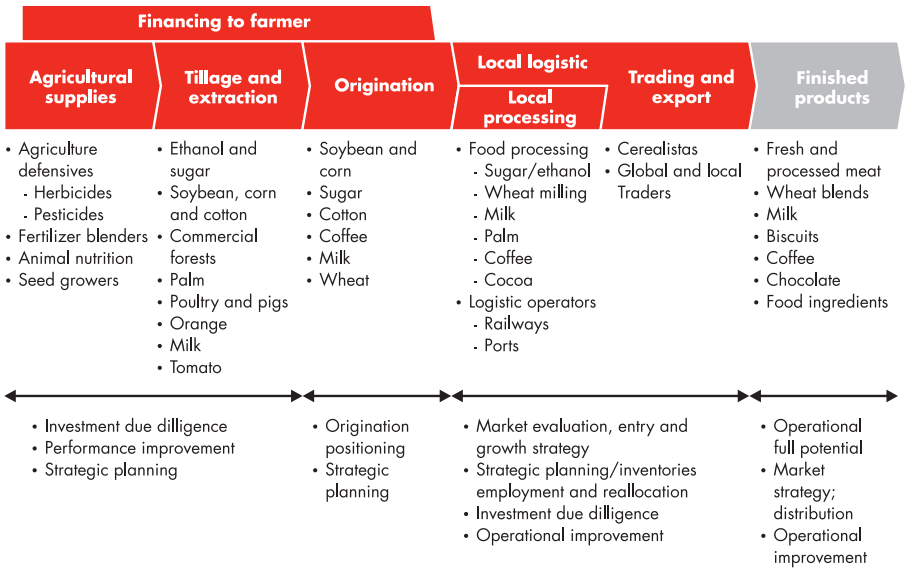 Financing to farmer
Agricultural
supplies
Tillage and
extraction
Origination
Local logistic
Local
processing
Trading and
export
Finished
products
• Agriculture
defensives
- Herbicides
- Pesticides
• Fertilizer blenders
• Animal nutrition
• Seed growers
• Ethanol and
sugar
• Soybean, corn
and cotton
• Commercial
forests
• Palm
• Poultry and pigs
• Orange
• Milk
• Tomato
• Soybean and
corn
• Sugar
• Cotton
• Coffee
• Milk
• Wheat
• Food processing
- Sugar/ethanol
- Wheat milling
- Milk
- Palm
- Coffee
- Cocoa
• Logistic operators
- Railways
- Ports
• Cerealistas
• Global and local
Traders
• Fresh and
processed meat
• Wheat blends
• Milk
• Biscuits
• Coffee
• Chocolate
• Food ingredients
• Investment due dilligence
• Performance improvement
• Strategic planning
• Origination
positioning
• Strategic
planning
• Market evaluation, entry and
growth strategy
• Strategic planning/inventories
employment and reallocation
• Investment due dilligence
• Operational improvement
• Operational
full potential
• Market
strategy;
distribution
• Operational
improvement